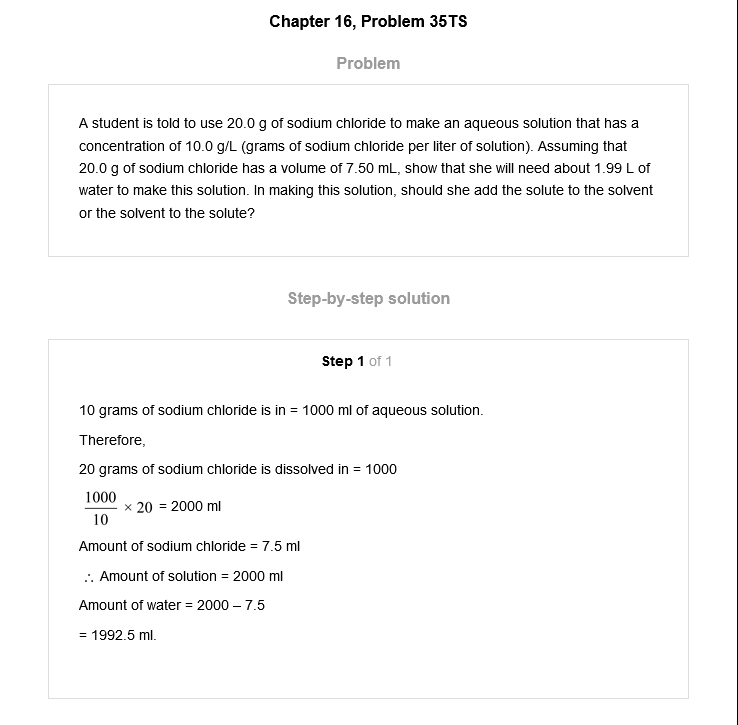 Chapter 16, Problem 35TS
Problem
A student is told to use 20.0 g of sodium chloride to make an aqueous solution that has a
concentration of 10.0 g/L (grams of sodium chloride per liter of solution). Assuming that
20.0 g of sodium chloride has a volume of 7.50 mL, show that she will need about 1.99 L of
water to make this solution. In making this solution, should she add the solute to the solvent
or the solvent to the solute?
Step-by-step solution
Step 1 of 1
10 grams of sodium chloride is in = 1000 ml of aqueous solution.
Therefore,
20 grams of sodium chloride is dissolved in = 1000
1000
10
× 20 = 2000 ml
Amount of sodium chloride = 7.5 ml
∴ Amount of solution = 2000 ml
Amount of water = 2000 – 7.5
= 1992.5 ml.